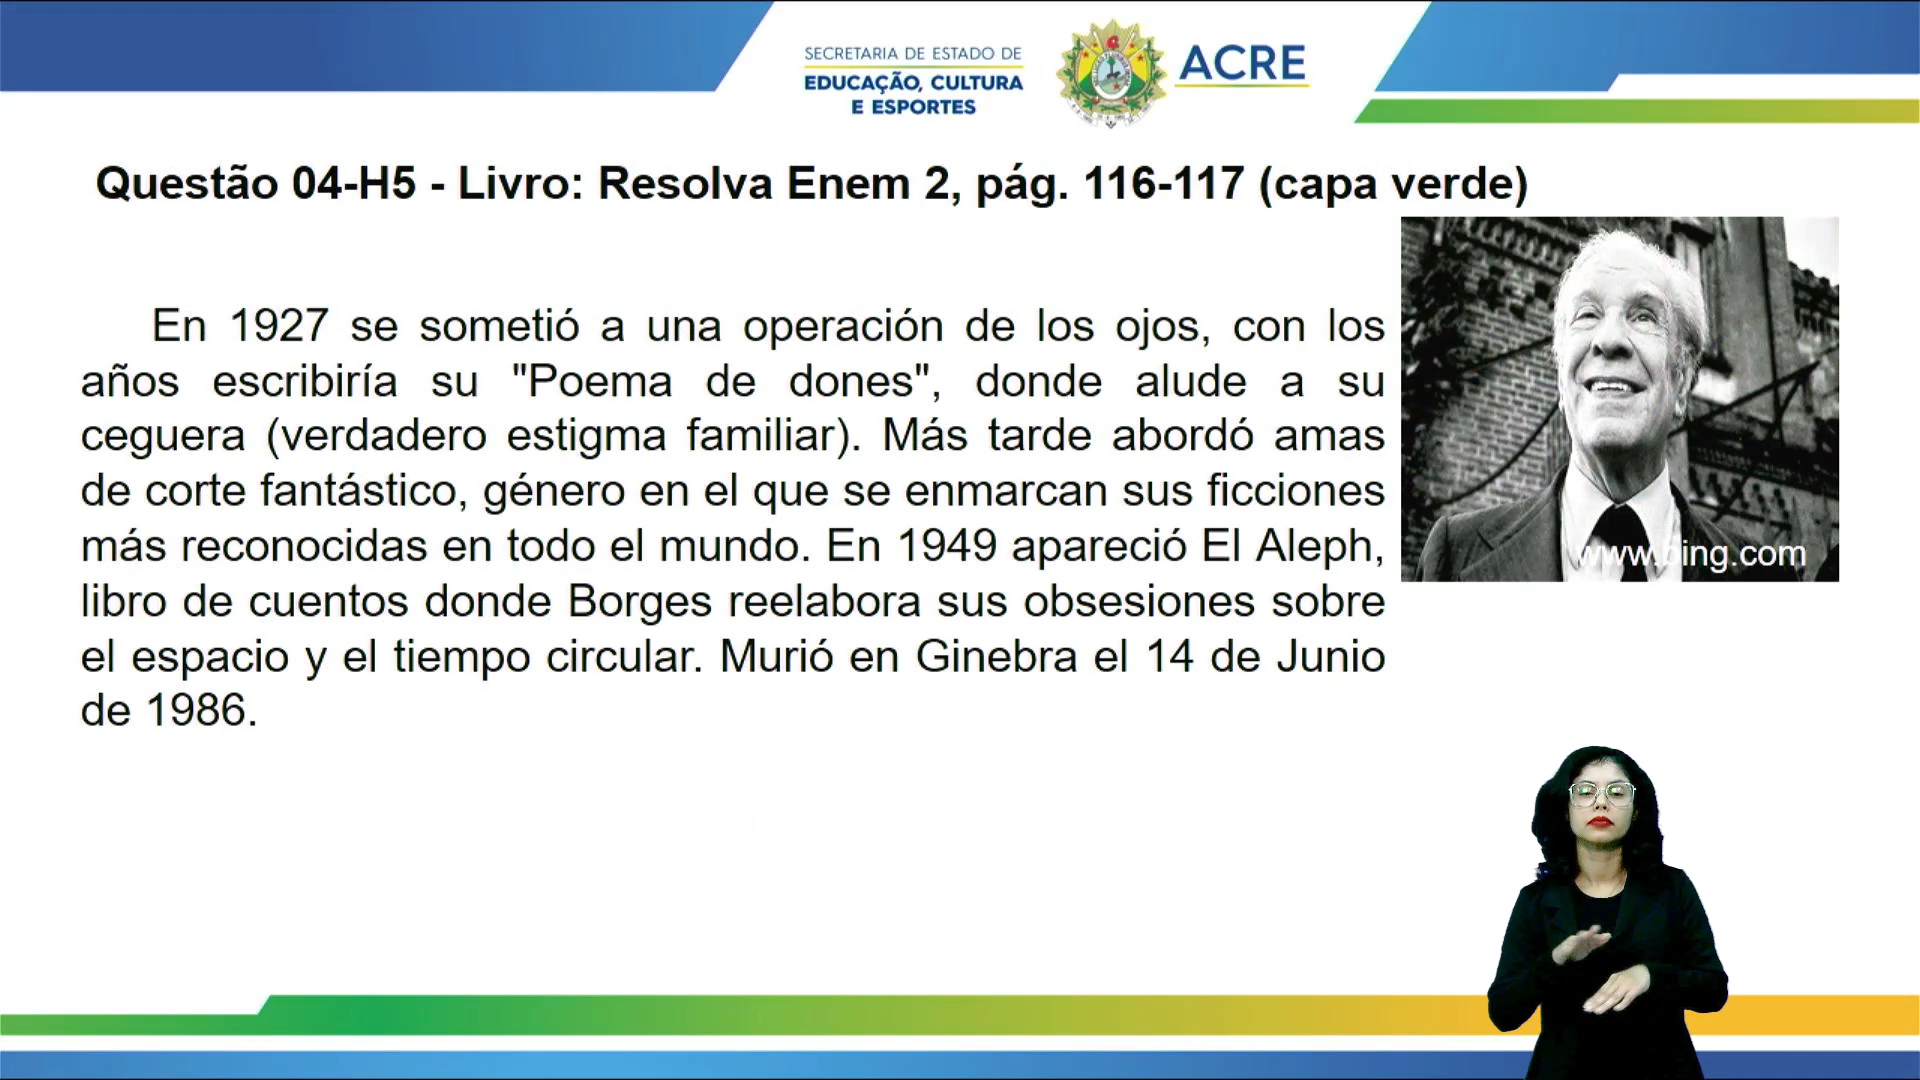 SECRETARIA DE ESTADO DE
EDUCAÇÃO, CULTURA
E ESPORTES
ACRE
Questão 04-H5 - Livro: Resolva Enem 2, pág. 116-117 (capa verde)
En 1927 se sometió a una operación de los ojos, con los
años escribiría su "Poema de dones", donde alude a su
ceguera (verdadero estigma familiar). Más tarde abordó amas
de corte fantástico, género en el que se enmarcan sus ficciones
más reconocidas en todo el mundo. En 1949 apareció El Aleph,
libro de cuentos donde Borges reelabora sus obsesiones sobre
el espacio y el tiempo circular. Murió en Ginebra el 14 de Junio
de 1986.
www.bing.com